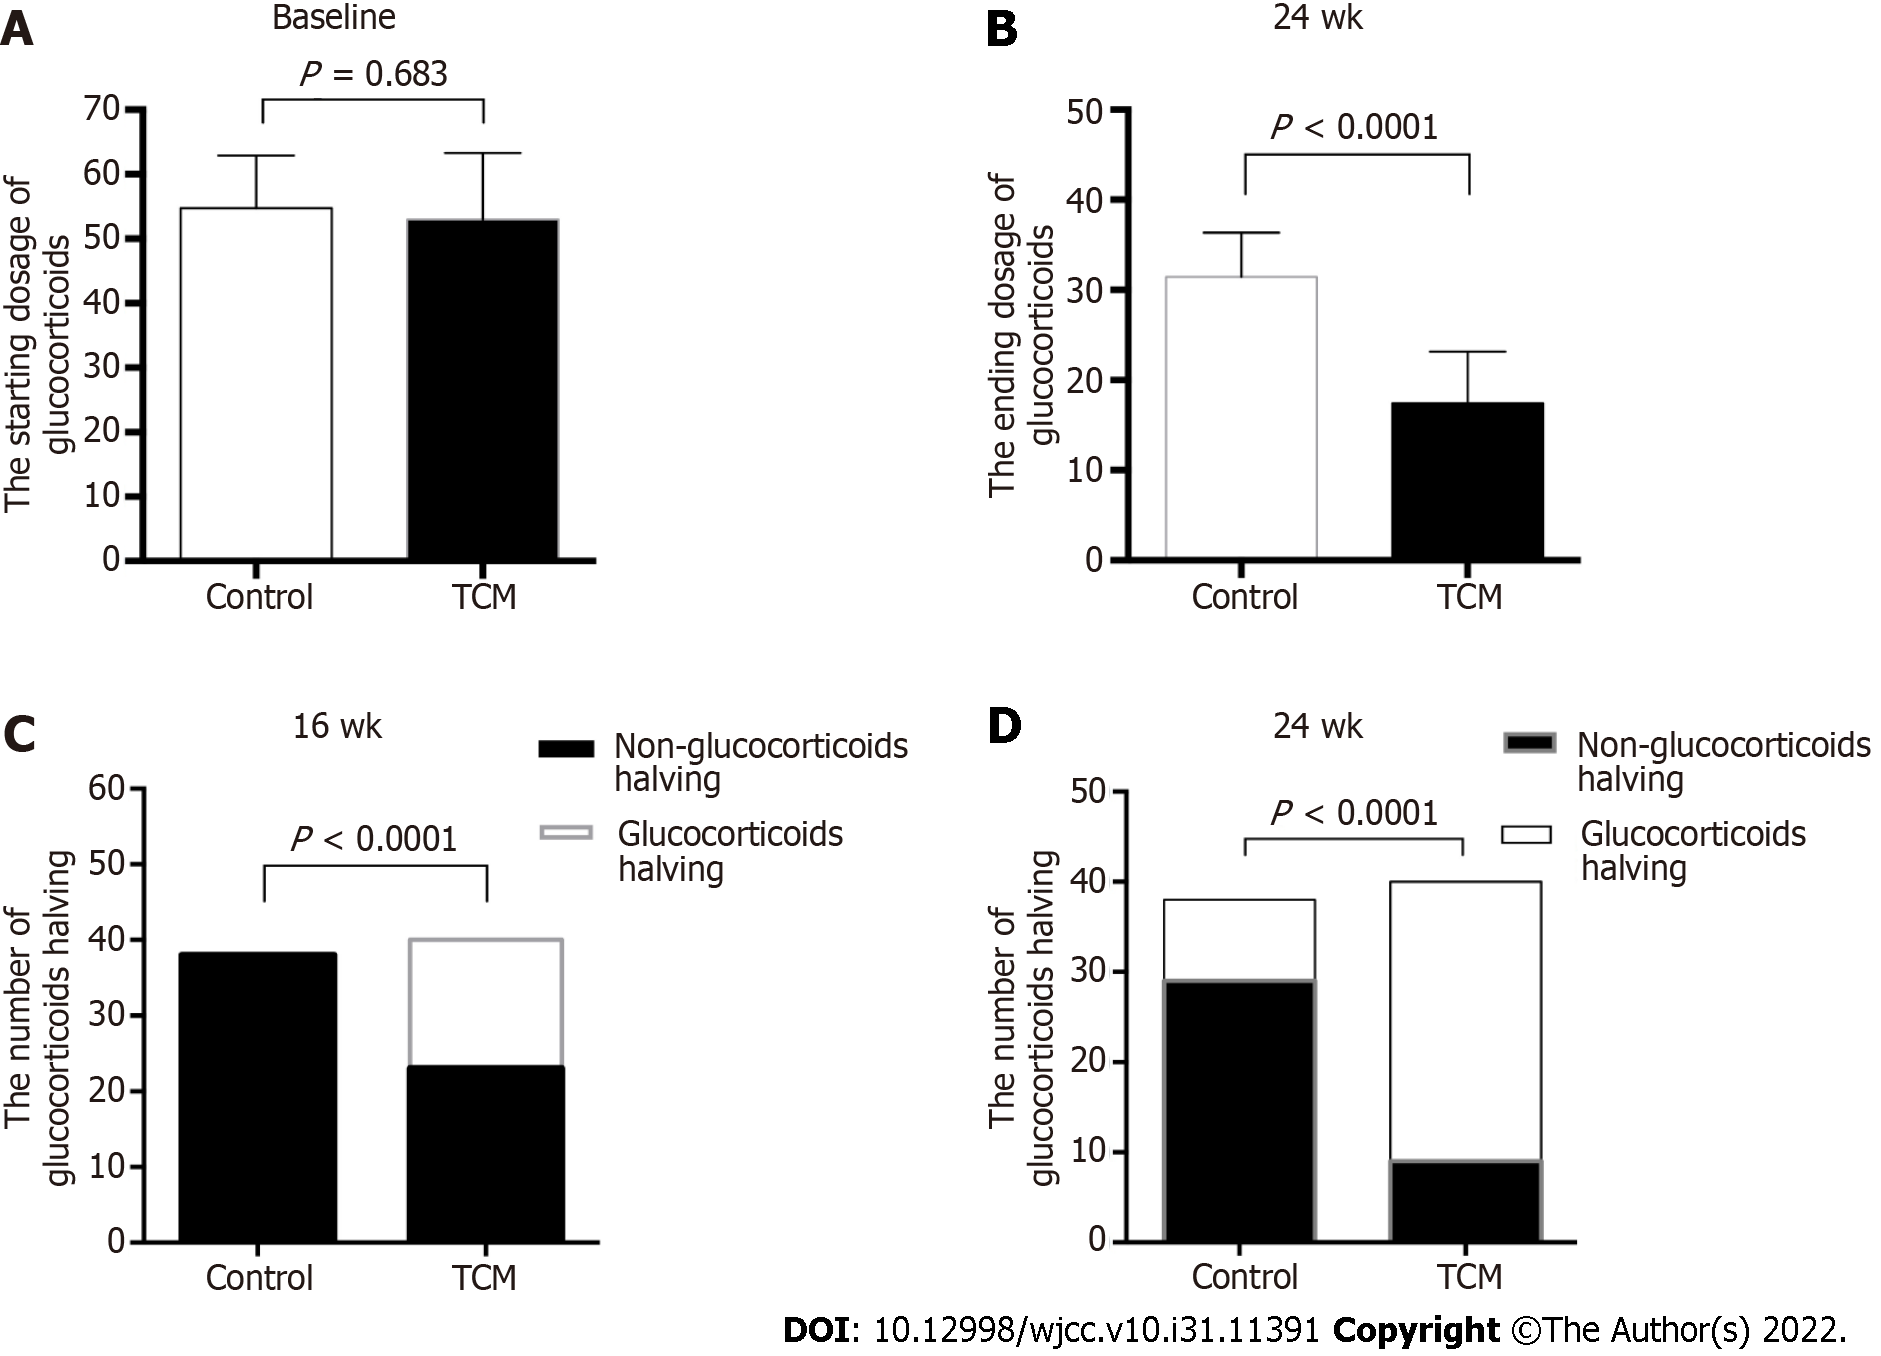 A
Baseline
P = 0.683
70
60
50
40
30
20
10
0
The starting dosage of
glucocorticoids
Control
TCM
B
24 wk
P < 0.0001
50
40
30
20
10
0
The ending dosage of
glucocorticoids
Control
TCM
C
16 wk
Non-glucocorticoids
halving
Glucocorticoids
halving
P < 0.0001
60
50
40
30
20
10
0
The number of
glucocorticoids halving
Control
TCM
D
24 wk
Non-glucocorticoids
halving
Glucocorticoids
halving
P < 0.0001
50
40
30
20
10
0
The number of
glucocorticoids halving
Control
TCM
DOI: 10.12998/wjcc.v10.i31.11391 Copyright ©The Author(s) 2022.